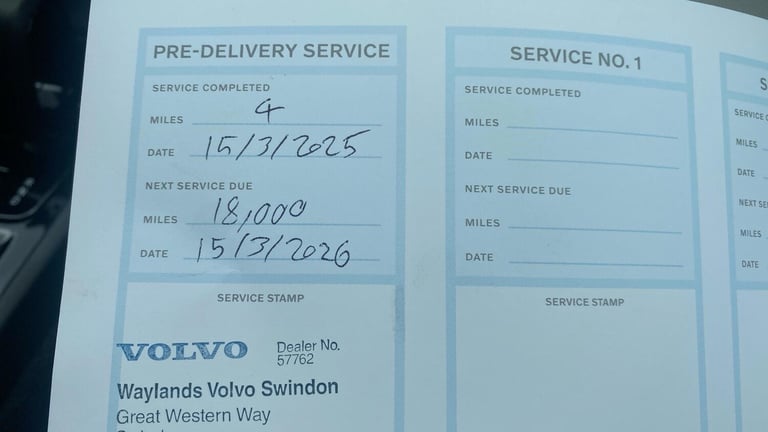 PRE-DELIVERY SERVICE
SERVICE COMPLETED
MILES 4
DATE 15/3/2025
NEXT SERVICE DUE
MILES 18,000
DATE 15/3/2026
SERVICE STAMP
VOLVO
Dealer No.
57762
Waylands Volvo Swindon
Great Western Way
SERVICE NO. 1
SERVICE COMPLETED
MILES
DATE
NEXT SERVICE DUE
MILES
DATE
SERVICE STAMP
MILES
DATE
MILES
DATE